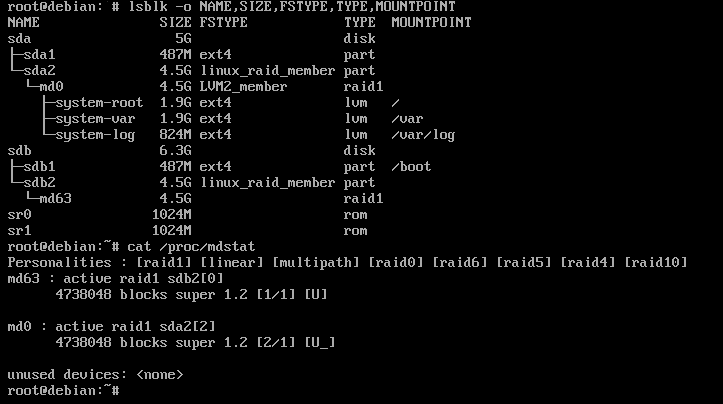 root@debian: # lsblk -o NAME,SIZE,FSTYPE,TYPE,MOUNTPOINT
NAME                SIZE FSTYPE            TYPE  MOUNTPOINT
sda                   5G                   disk
├─sda1              487M ext4              part
└─sda2              4.5G linux_raid_member part
  └─md0             4.5G LVM2_member       raid1
    ├─system-root   1.9G ext4              lvm   /
    ├─system-var    1.9G ext4              lvm   /var
    └─system-log    824M ext4              lvm   /var/log
sdb                 6.3G                   disk
├─sdb1              487M ext4              part  /boot
└─sdb2              4.5G linux_raid_member part
  └─md63            4.5G                   raid1
sr0                1024M                   rom
sr1                1024M                   rom
root@debian:~# cat /proc/mdstat
Personalities : [raid1] [linear] [multipath] [raid0] [raid6] [raid5] [raid4] [raid10]
md63 : active raid1 sdb2[0]
      4738048 blocks super 1.2 [1/1] [U]
md0 : active raid1 sda2[2]
      4738048 blocks super 1.2 [2/1] [U_]
unused devices: <none>
root@debian:~#